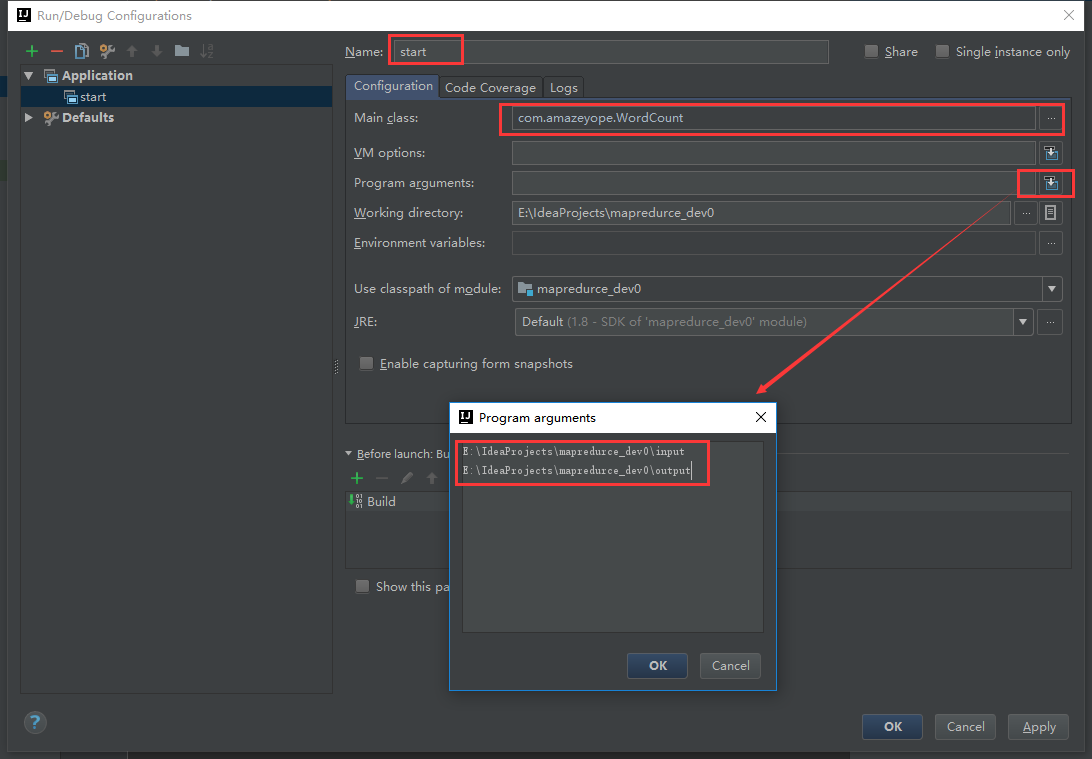 Run/Debug Configurations
Name: start
Share
Single instance only
Application
start
Defaults
Configuration
Code Coverage
Logs
Main class: com.amazeyope.WordCount
VM options:
Program arguments:
Working directory: E:\IdeaProjects\mapredurce_dev0
Environment variables:
Use classpath of module: mapredurce_dev0
JRE: Default (1.8 - SDK of 'mapredurce_dev0' module)
Enable capturing form snapshots
Before launch: Bu
Build
Show this pa
Program arguments
E:\IdeaProjects\mapredurce_dev0\input
E:\IdeaProjects\mapredurce_dev0\output
OK
Cancel
?
OK
Cancel
Apply